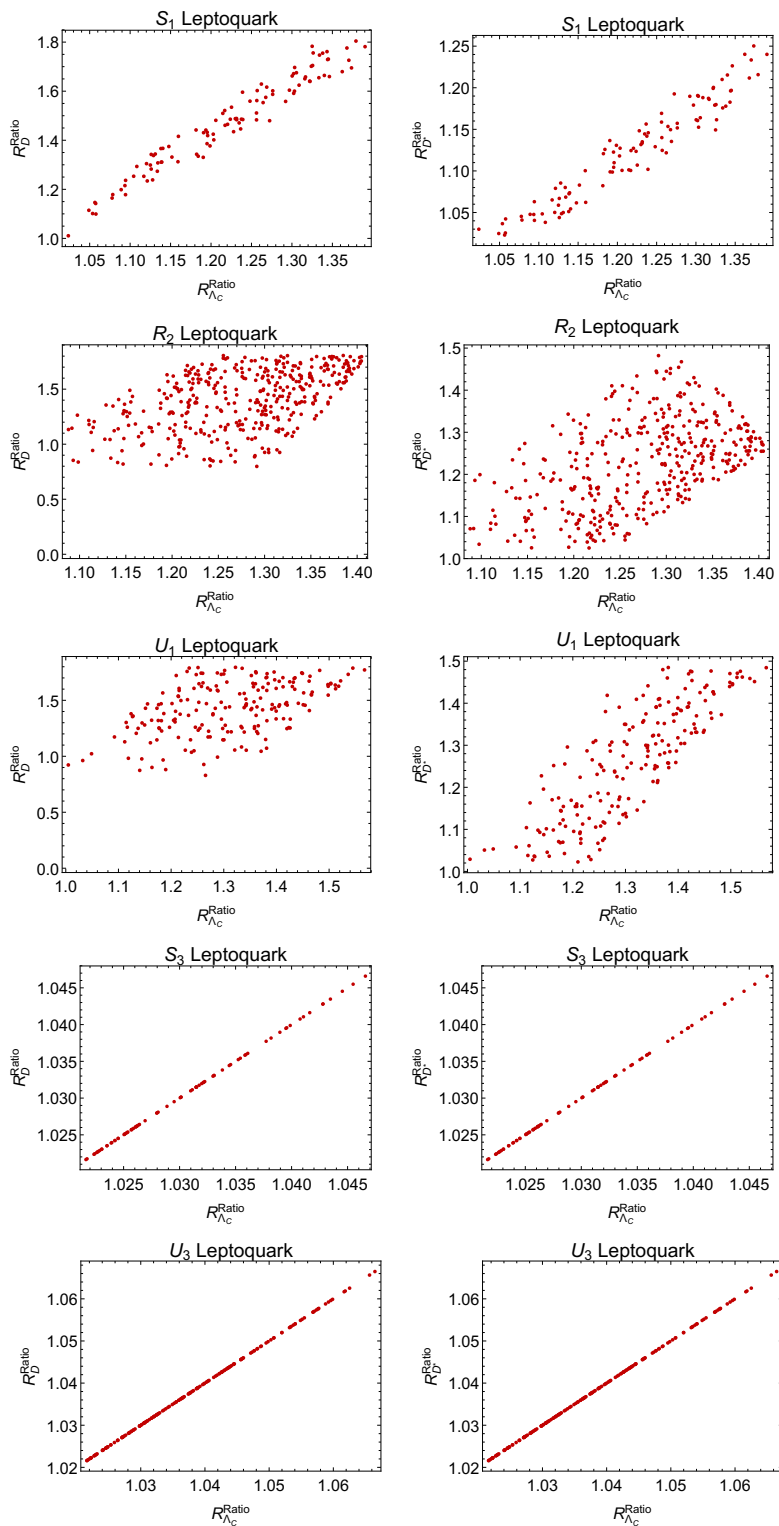 S₁ Leptoquark
R_D^Ratio
1.8
1.6
1.4
1.2
1.0
1.05 1.10 1.15 1.20 1.25 1.30 1.35
R_Λc^Ratio
S₁ Leptoquark
R_D*^Ratio
1.25
1.20
1.15
1.10
1.05
1.05 1.10 1.15 1.20 1.25 1.30 1.35
R_Λc^Ratio
R₂ Leptoquark
R_D^Ratio
1.5
1.0
0.5
0.0
1.10 1.15 1.20 1.25 1.30 1.35 1.40
R_Λc^Ratio
R₂ Leptoquark
R_D*^Ratio
1.5
1.4
1.3
1.2
1.1
1.0
1.10 1.15 1.20 1.25 1.30 1.35 1.40
R_Λc^Ratio
U₁ Leptoquark
R_D^Ratio
1.5
1.0
0.5
0.0
1.0 1.1 1.2 1.3 1.4 1.5
R_Λc^Ratio
U₁ Leptoquark
R_D*^Ratio
1.5
1.4
1.3
1.2
1.1
1.0
1.0 1.1 1.2 1.3 1.4 1.5
R_Λc^Ratio
S₃ Leptoquark
R_D^Ratio
1.045
1.040
1.035
1.030
1.025
1.025 1.030 1.035 1.040 1.045
R_Λc^Ratio
S₃ Leptoquark
R_D*^Ratio
1.045
1.040
1.035
1.030
1.025
1.025 1.030 1.035 1.040 1.045
R_Λc^Ratio
U₃ Leptoquark
R_D^Ratio
1.06
1.05
1.04
1.03
1.02
1.03 1.04 1.05 1.06
R_Λc^Ratio
U₃ Leptoquark
R_D*^Ratio
1.06
1.05
1.04
1.03
1.02
1.03 1.04 1.05 1.06
R_Λc^Ratio